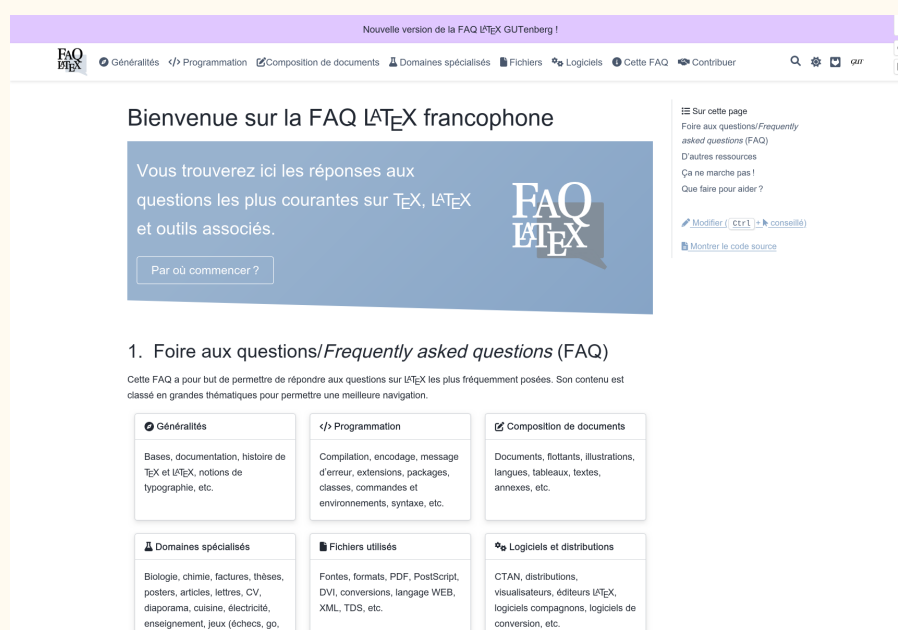 Nouvelle version de la FAQ LATEX GUTenberg !
FAQ
LATEX
Généralités </> Programmation Composition de documents Domaines spécialisés Fichiers Logiciels Cette FAQ Contribuer
GUT
Bienvenue sur la FAQ LATEX francophone
Vous trouverez ici les réponses aux
questions les plus courantes sur TEX, LATEX
et outils associés.
Par où commencer ?
FAQ
LATEX
Sur cette page
Foire aux questions/Frequently
asked questions (FAQ)
D'autres ressources
Ça ne marche pas !
Que faire pour aider ?
Modifier ( Ctrl + conseillé)
Montrer le code source
1. Foire aux questions/Frequently asked questions (FAQ)
Cette FAQ a pour but de permettre de répondre aux questions sur LATEX les plus fréquemment posées. Son contenu est
classé en grandes thématiques pour permettre une meilleure navigation.
Généralités
Bases, documentation, histoire de
TEX et LATEX, notions de
typographie, etc.
</> Programmation
Compilation, encodage, message
d'erreur, extensions, packages,
classes, commandes et
environnements, syntaxe, etc.
Composition de documents
Documents, flottants, illustrations,
langues, tableaux, textes,
annexes, etc.
Domaines spécialisés
Biologie, chimie, factures, thèses,
posters, articles, lettres, CV,
diaporama, cuisine, électricité,
enseignement, jeux (échecs, go,
Fichiers utilisés
Fontes, formats, PDF, PostScript,
DVI, conversions, langage WEB,
XML, TDS, etc.
Logiciels et distributions
CTAN, distributions,
visualisateurs, éditeurs LATEX,
logiciels compagnons, logiciels de
conversion, etc.